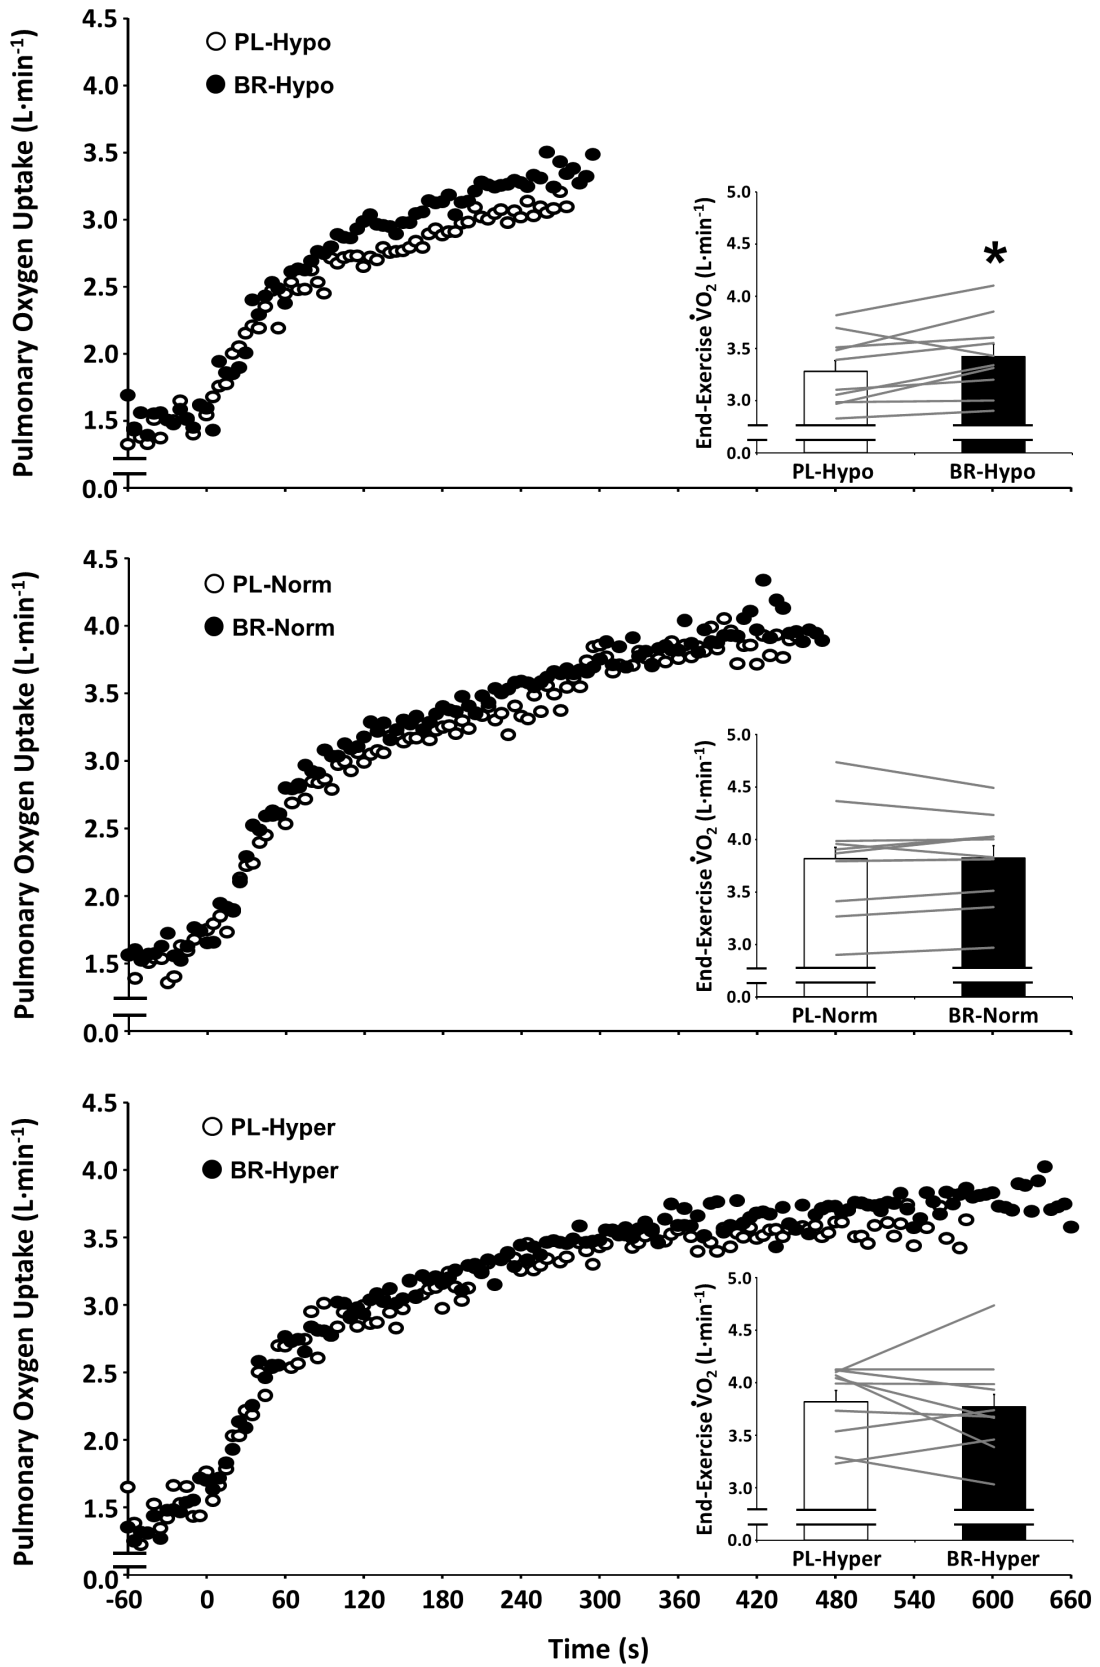 Pulmonary Oxygen Uptake (L·min⁻¹)
4.5
4.0
3.5
3.0
2.5
2.0
1.5
0.0
PL-Hypo
BR-Hypo
End-Exercise V̇O₂ (L·min⁻¹)
5.0
4.5
4.0
3.5
3.0
0.0
*
PL-Hypo BR-Hypo
Pulmonary Oxygen Uptake (L·min⁻¹)
4.5
4.0
3.5
3.0
2.5
2.0
1.5
0.0
PL-Norm
BR-Norm
End-Exercise V̇O₂ (L·min⁻¹)
5.0
4.5
4.0
3.5
3.0
0.0
PL-Norm BR-Norm
Pulmonary Oxygen Uptake (L·min⁻¹)
4.5
4.0
3.5
3.0
2.5
2.0
1.5
0.0
PL-Hyper
BR-Hyper
End-Exercise V̇O₂ (L·min⁻¹)
5.0
4.5
4.0
3.5
3.0
0.0
PL-Hyper BR-Hyper
-60 0 60 120 180 240 300 360 420 480 540 600 660
Time (s)